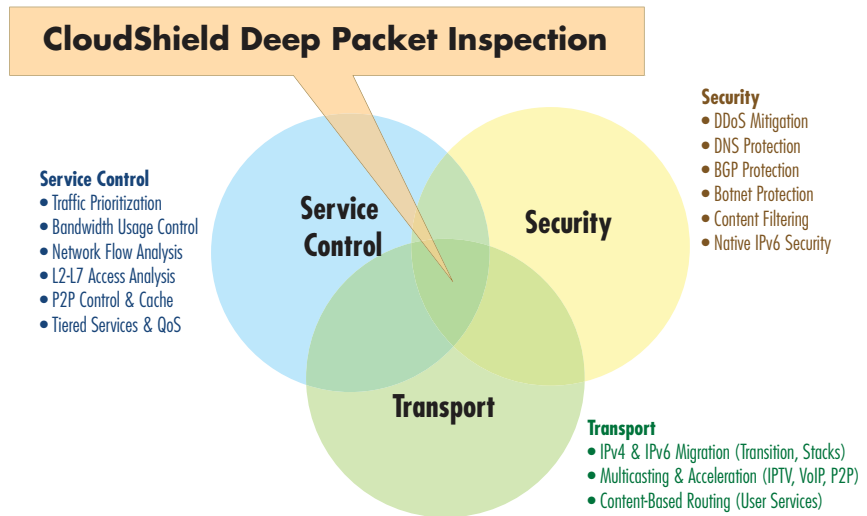 CloudShield Deep Packet Inspection
Security
• DDoS Mitigation
• DNS Protection
• BGP Protection
• Botnet Protection
• Content Filtering
• Native IPv6 Security
Service Control
• Traffic Prioritization
• Bandwidth Usage Control
• Network Flow Analysis
• L2-L7 Access Analysis
• P2P Control & Cache
• Tiered Services & QoS
Service
Control
Security
Transport
Transport
• IPv4 & IPv6 Migration (Transition, Stacks)
• Multicasting & Acceleration (IPTV, VoIP, P2P)
• Content-Based Routing (User Services)